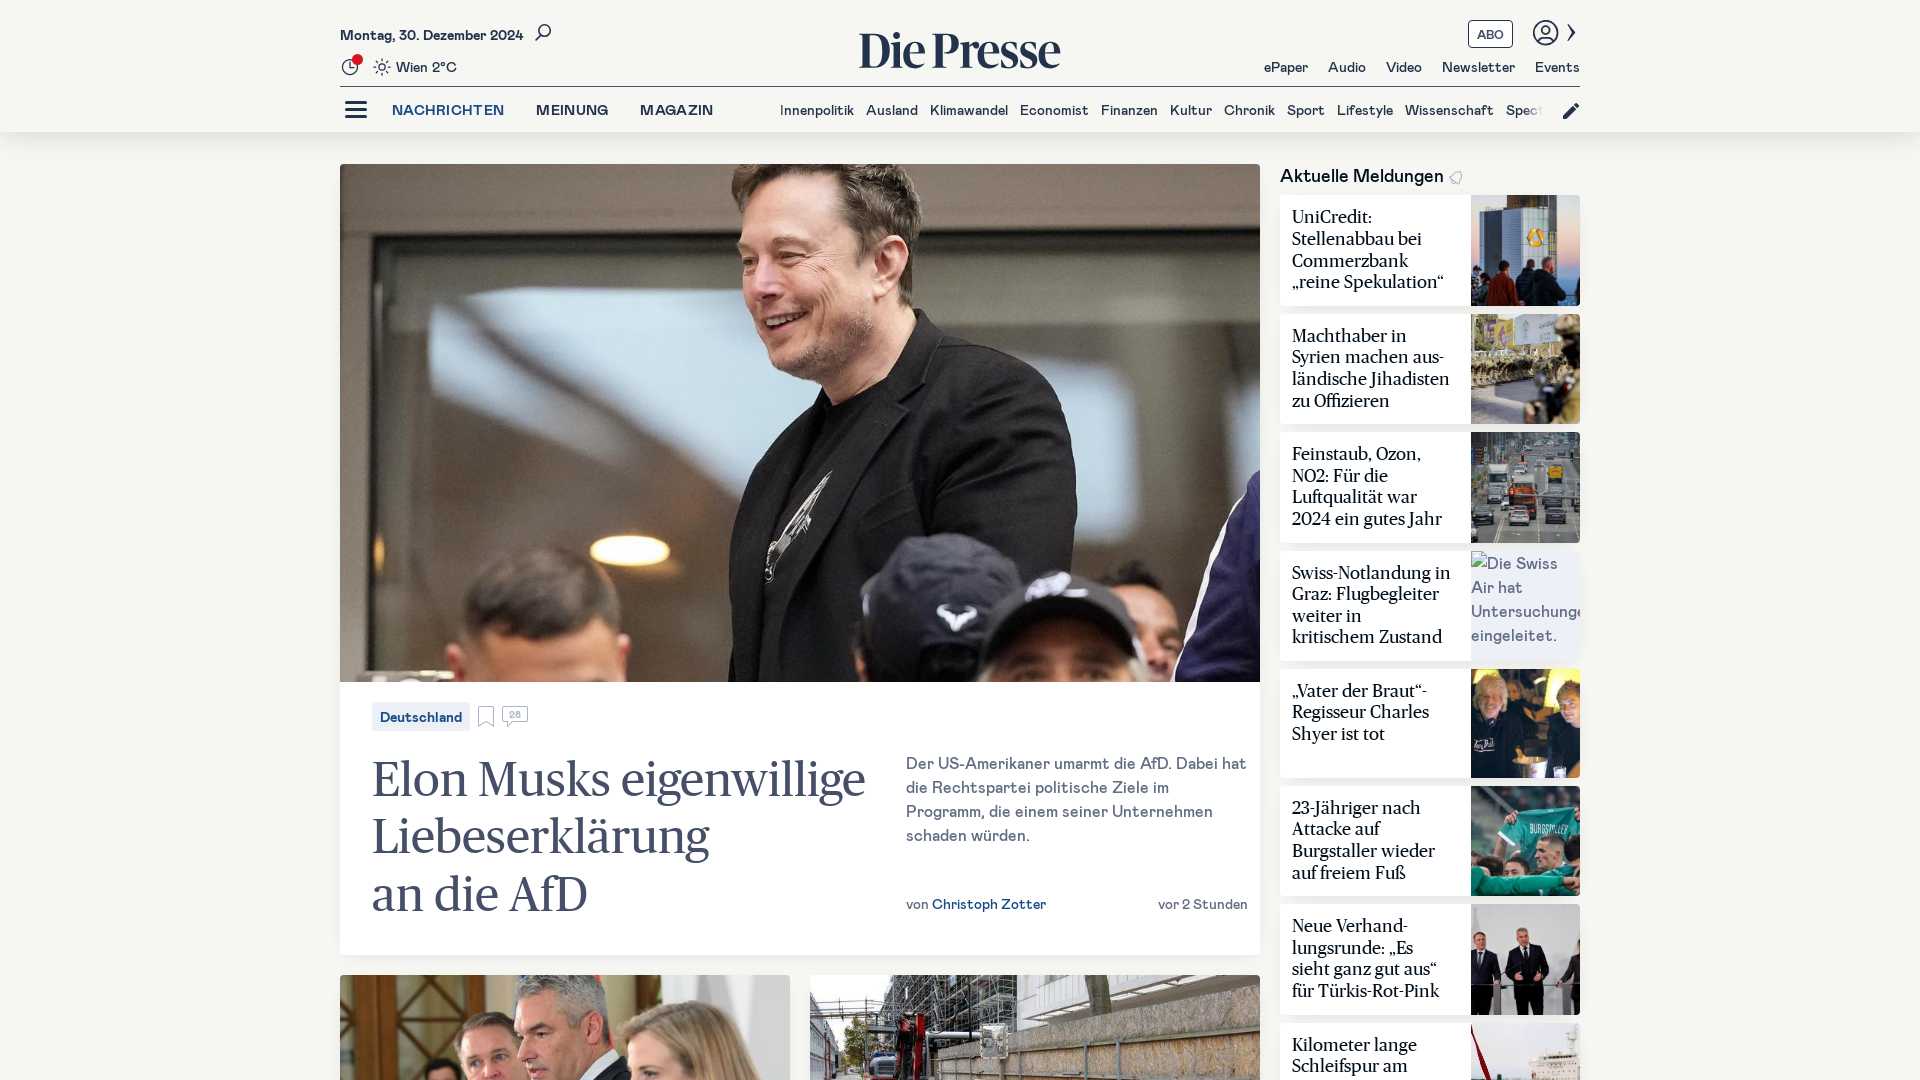 Montag, 30. Dezember 2024
Wien 2°C
Die Presse
ABO
ePaper Audio Video Newsletter Events
NACHRICHTEN MEINUNG MAGAZIN
Innenpolitik Ausland Klimawandel Economist Finanzen Kultur Chronik Sport Lifestyle Wissenschaft Spect
Deutschland
28
Elon Musks eigenwillige
Liebeserklärung
an die AfD
Der US-Amerikaner umarmt die AfD. Dabei hat
die Rechtspartei politische Ziele im
Programm, die einem seiner Unternehmen
schaden würden.
von Christoph Zotter
vor 2 Stunden
Aktuelle Meldungen
UniCredit:
Stellenabbau bei
Commerzbank
„reine Spekulation“
Machthaber in
Syrien machen aus-
ländische Jihadisten
zu Offizieren
Feinstaub, Ozon,
NO2: Für die
Luftqualität war
2024 ein gutes Jahr
Swiss-Notlandung in
Graz: Flugbegleiter
weiter in
kritischem Zustand
Die Swiss
Air hat
Untersuchunge
eingeleitet.
„Vater der Braut“-
Regisseur Charles
Shyer ist tot
23-Jähriger nach
Attacke auf
Burgstaller wieder
auf freiem Fuß
BURGSTALLER
Neue Verhand-
lungsrunde: „Es
sieht ganz gut aus“
für Türkis-Rot-Pink
Kilometer lange
Schleifspur am